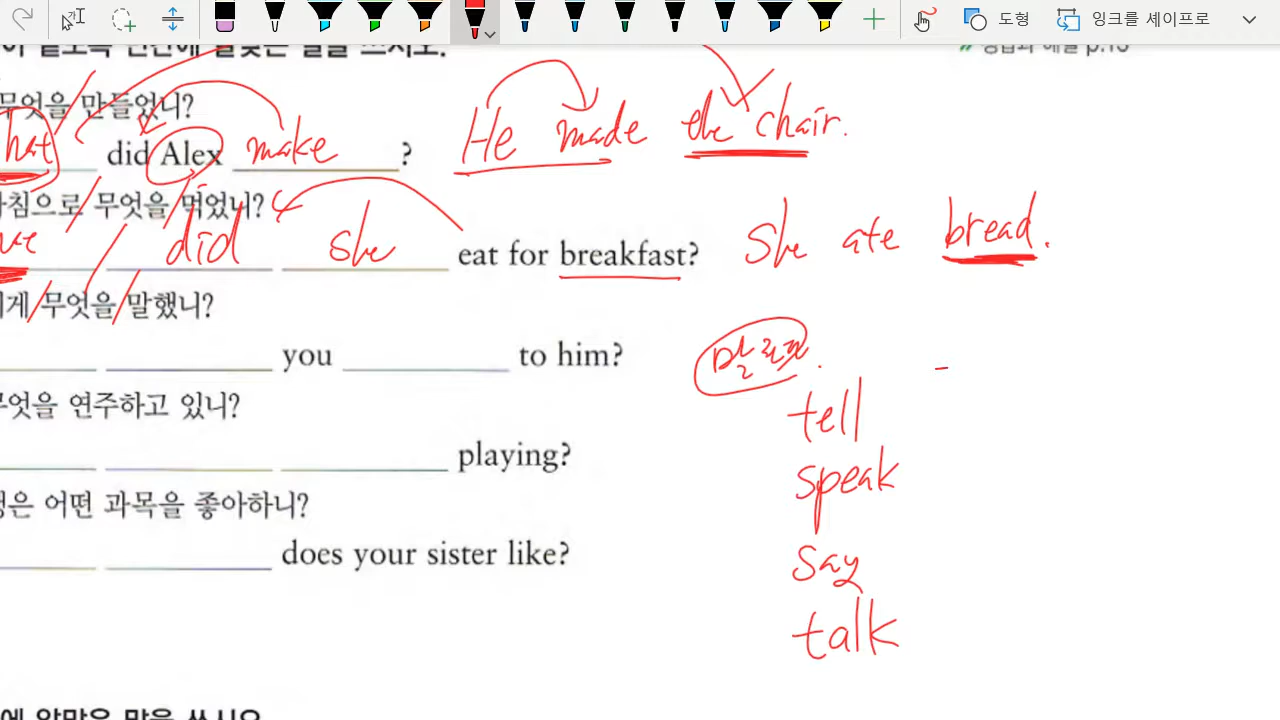 도형 잉크를 셰이프로
무엇을 만들었니?
hat did Alex make ? He made the chair.
아침으로 무엇을 먹었니?
did she eat for breakfast? She ate bread.
에게 무엇을 말했니?
you to him? 말하다.
tell
무엇을 연주하고 있니?
speak
playing?
생은 어떤 과목을 좋아하니?
say
does your sister like?
talk